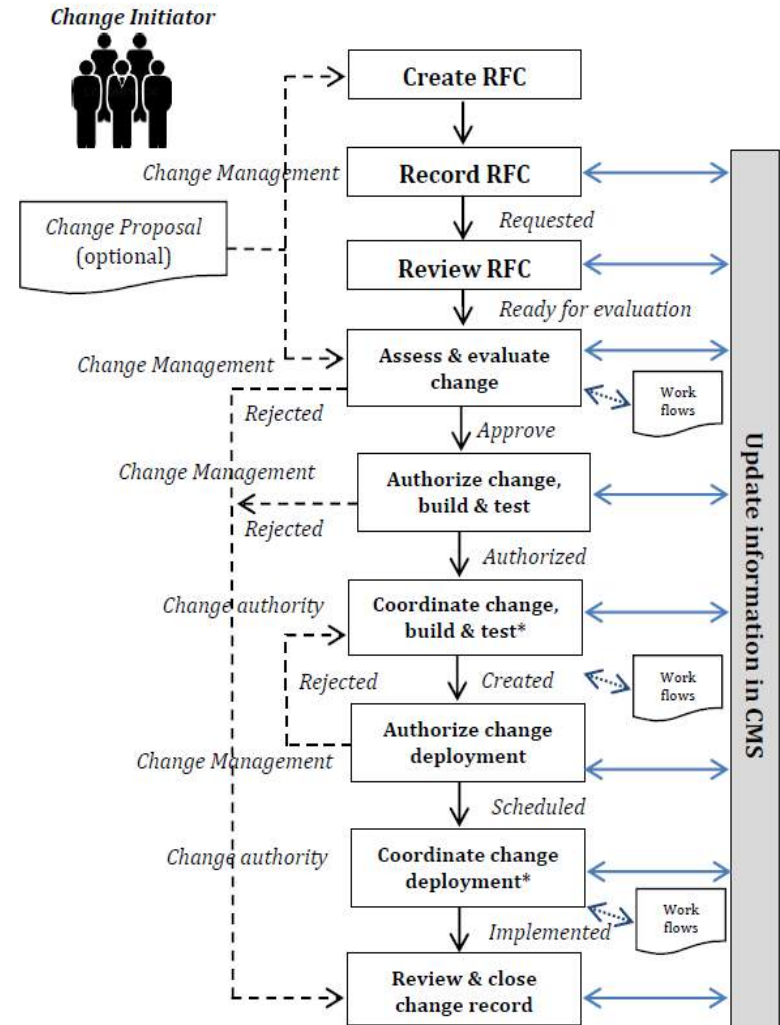 Change Initiator
Create RFC
Change Management
Record RFC
Requested
Change Proposal
(optional)
Review RFC
Ready for evaluation
Change Management
Assess & evaluate
change
Work
flows
Rejected
Approve
Change Management
Authorize change,
build & test
Rejected
Authorized
Change authority
Coordinate change,
build & test*
Rejected
Created
Work
flows
Authorize change
deployment
Change Management
Scheduled
Change authority
Coordinate change
deployment*
Work
flows
Implemented
Review & close
change record
Update information in CMS